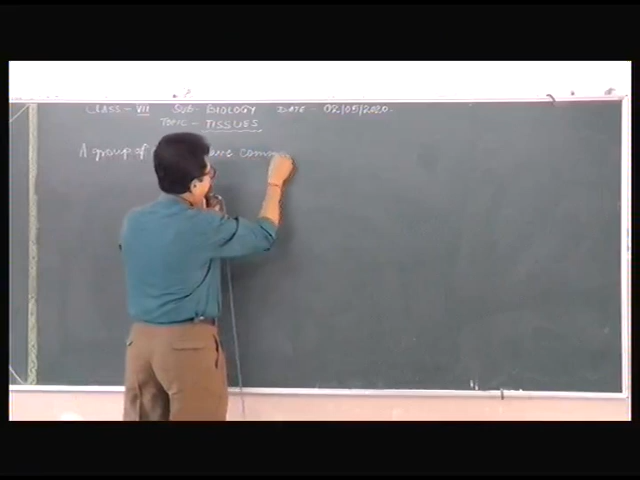 CLASS - VII SUB- BIOLOGY DATE - 02/05/2020.
TOPIC - TISSUES
A group of